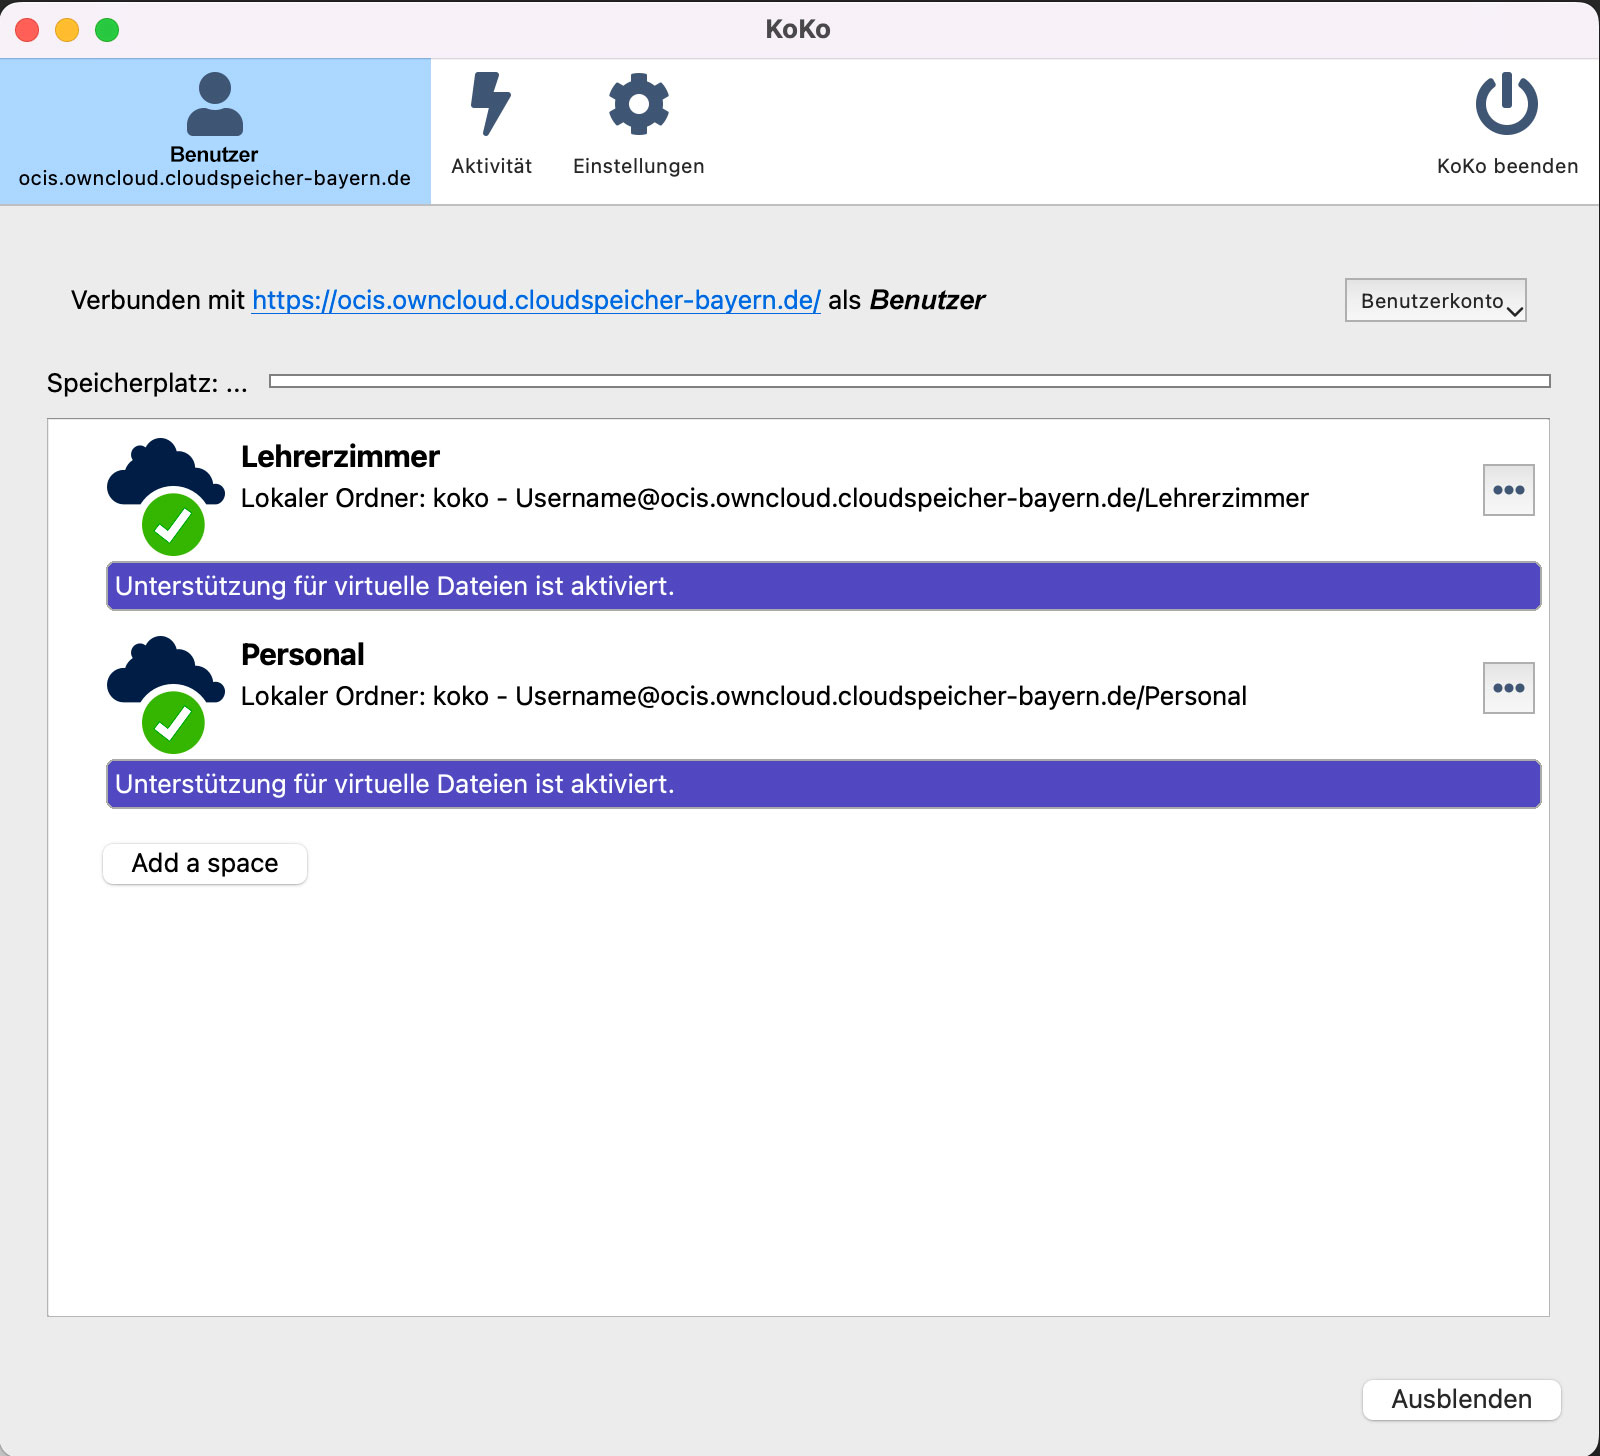 KoKo
Benutzer
ocis.owncloud.cloudspeicher-bayern.de
Aktivität
Einstellungen
KoKo beenden
Verbunden mit https://ocis.owncloud.cloudspeicher-bayern.de/ als Benutzer
Benutzerkonto
Speicherplatz: ...
Lehrerzimmer
Lokaler Ordner: koko - Username@ocis.owncloud.cloudspeicher-bayern.de/Lehrerzimmer
Unterstützung für virtuelle Dateien ist aktiviert.
Personal
Lokaler Ordner: koko - Username@ocis.owncloud.cloudspeicher-bayern.de/Personal
Unterstützung für virtuelle Dateien ist aktiviert.
Add a space
Ausblenden